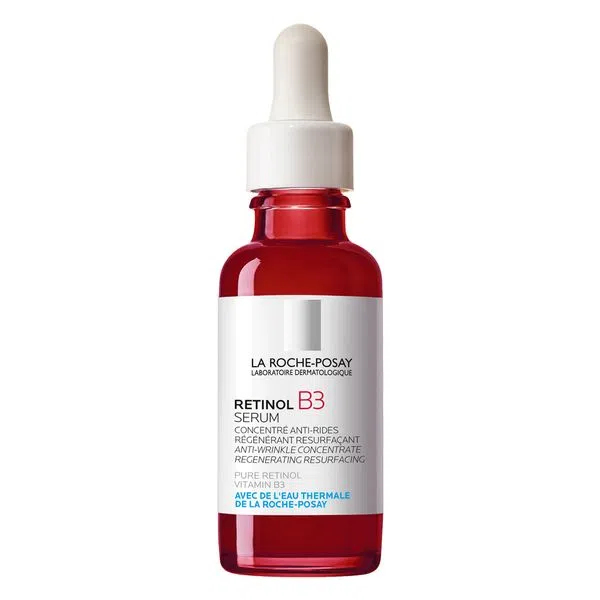 LA ROCHE-POSAY
LABORATOIRE DERMATOLOGIQUE
RETINOL B3
SERUM
CONCENTRÉ ANTI-RIDES
RÉGÉNÉRANT RESURFAÇANT
ANTI-WRINKLE CONCENTRATE
REGENERATING RESURFACING
PURE RETINOL
VITAMIN B3
AVEC DE L'EAU THERMALE
DE LA ROCHE-POSAY